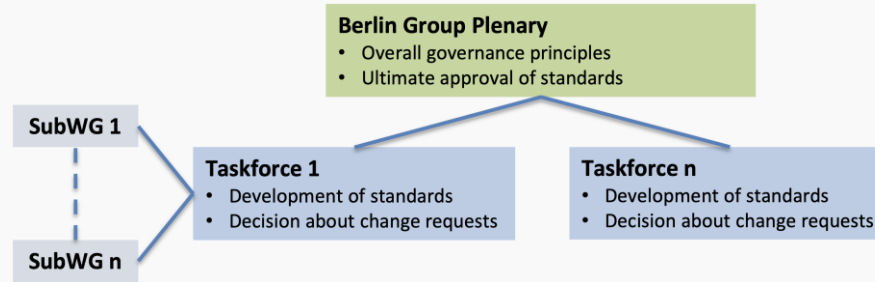 Berlin Group Plenary
• Overall governance principles
• Ultimate approval of standards
SubWG 1
Taskforce 1
• Development of standards
• Decision about change requests
Taskforce n
• Development of standards
• Decision about change requests
SubWG n